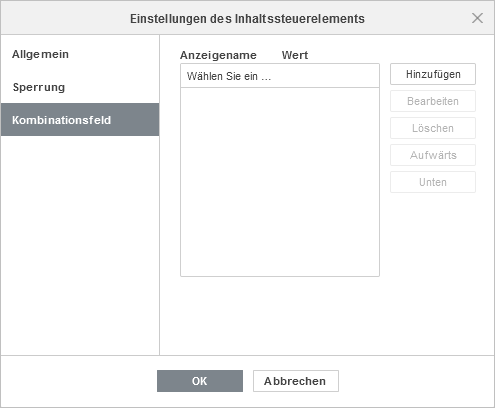 Einstellungen des Inhaltssteuerelements
Allgemein
Sperrung
Kombinationsfeld
Anzeigename Wert
Wählen Sie ein ...
Hinzufügen
Bearbeiten
Löschen
Aufwärts
Unten
OK
Abbrechen